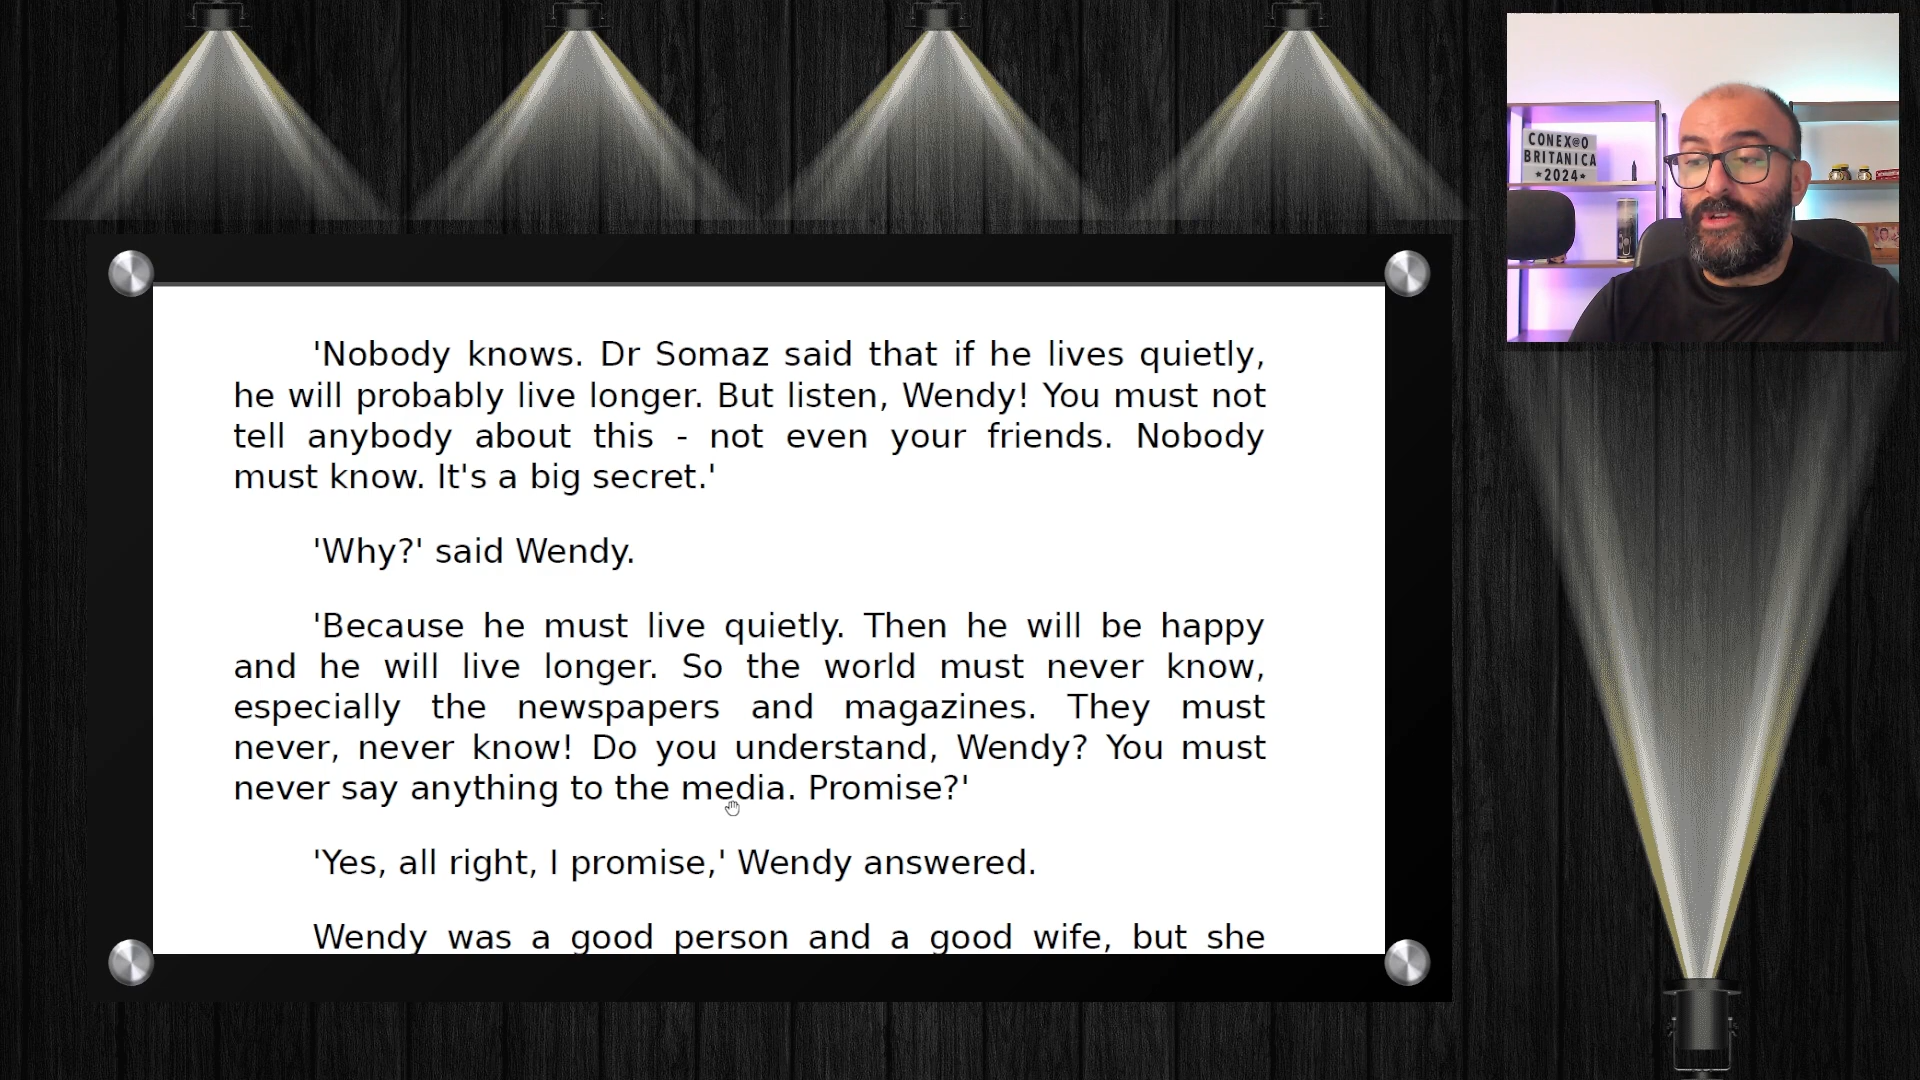 CONEX@O
BRITANICA
*2024*
'Nobody knows. Dr Somaz said that if he lives quietly,
he will probably live longer. But listen, Wendy! You must not
tell anybody about this - not even your friends. Nobody
must know. It's a big secret.'
'Why?' said Wendy.
'Because he must live quietly. Then he will be happy
and he will live longer. So the world must never know,
especially the newspapers and magazines. They must
never, never know! Do you understand, Wendy? You must
never say anything to the media. Promise?'
'Yes, all right, I promise,' Wendy answered.
Wendy was a good person and a good wife, but she